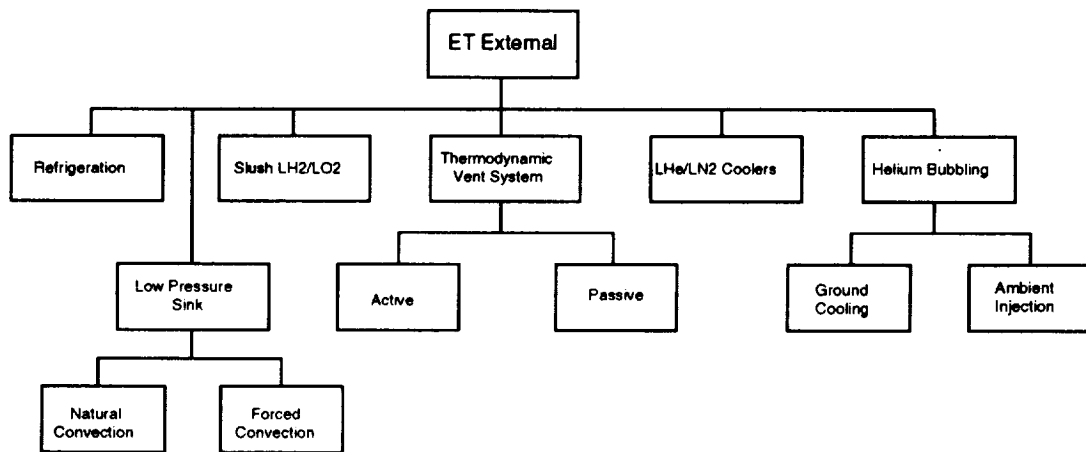 ET External
Refrigeration
Slush LH2/LO2
Thermodynamic
Vent System
LHe/LN2 Coolers
Helium Bubbling
Low Pressure
Sink
Active
Passive
Ground
Cooling
Ambient
Injection
Natural
Convection
Forced
Convection